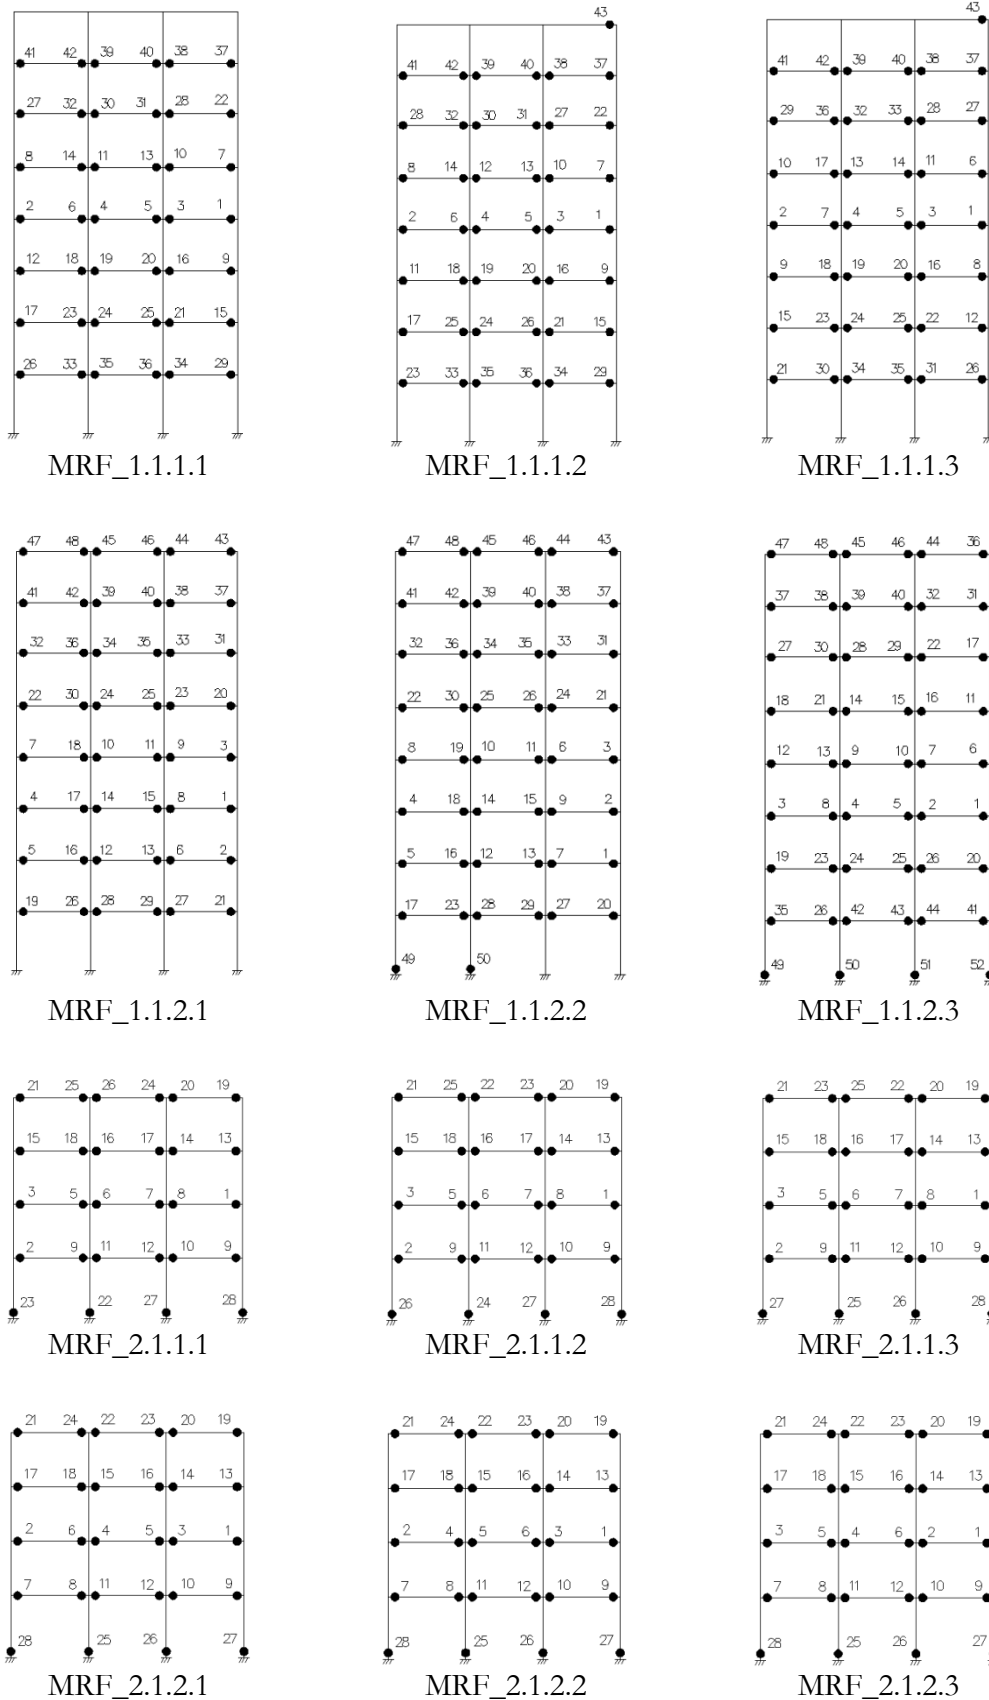 43 43
41 42 39 40 38 37 41 42 39 40 38 37 41 42 39 40 38 37
27 32 30 31 28 22 28 32 30 31 27 22 29 36 32 33 28 27
8 14 11 13 10 7 8 14 12 13 10 7 10 17 13 14 11 6
2 6 4 5 3 1 2 6 4 5 3 1 2 7 4 5 3 1
12 18 19 20 16 9 11 18 19 20 16 9 9 18 19 20 16 8
17 23 24 25 21 15 17 25 24 26 21 15 15 23 24 25 22 12
26 33 35 36 34 29 23 33 35 36 34 29 21 30 34 35 31 26
MRF_1.1.1.1 MRF_1.1.1.2 MRF_1.1.1.3
47 48 45 46 44 43 47 48 45 46 44 43 47 48 45 46 44 36
41 42 39 40 38 37 41 42 39 40 38 37 37 38 39 40 32 31
32 36 34 35 33 31 32 36 34 35 33 31 27 30 28 29 22 17
22 30 24 25 23 20 22 30 25 26 24 21 18 21 14 15 16 11
7 18 10 11 9 3 8 19 10 11 6 3 12 13 9 10 7 6
4 17 14 15 8 1 4 18 14 15 9 2 3 8 4 5 2 1
5 16 12 13 6 2 5 16 12 13 7 1 19 23 24 25 26 20
19 26 28 29 27 21 17 23 28 29 27 20 35 26 42 43 44 41
49 50 49 50 51 52
MRF_1.1.2.1 MRF_1.1.2.2 MRF_1.1.2.3
21 25 26 24 20 19 21 25 22 23 20 19 21 23 25 22 20 19
15 18 16 17 14 13 15 18 16 17 14 13 15 18 16 17 14 13
3 5 6 7 8 1 3 5 6 7 8 1 3 5 6 7 8 1
2 9 11 12 10 9 2 9 11 12 10 9 2 9 11 12 10 9
23 22 27 28 26 24 27 28 27 25 26 28
MRF_2.1.1.1 MRF_2.1.1.2 MRF_2.1.1.3
21 24 22 23 20 19 21 24 22 23 20 19 21 24 22 23 20 19
17 18 15 16 14 13 17 18 15 16 14 13 17 18 15 16 14 13
2 6 4 5 3 1 2 4 5 6 3 1 3 5 4 6 2 1
7 8 11 12 10 9 7 8 11 12 10 9 7 8 11 12 10 9
28 25 26 27 28 25 26 27 28 25 26 27
MRF_2.1.2.1 MRF_2.1.2.2 MRF_2.1.2.3